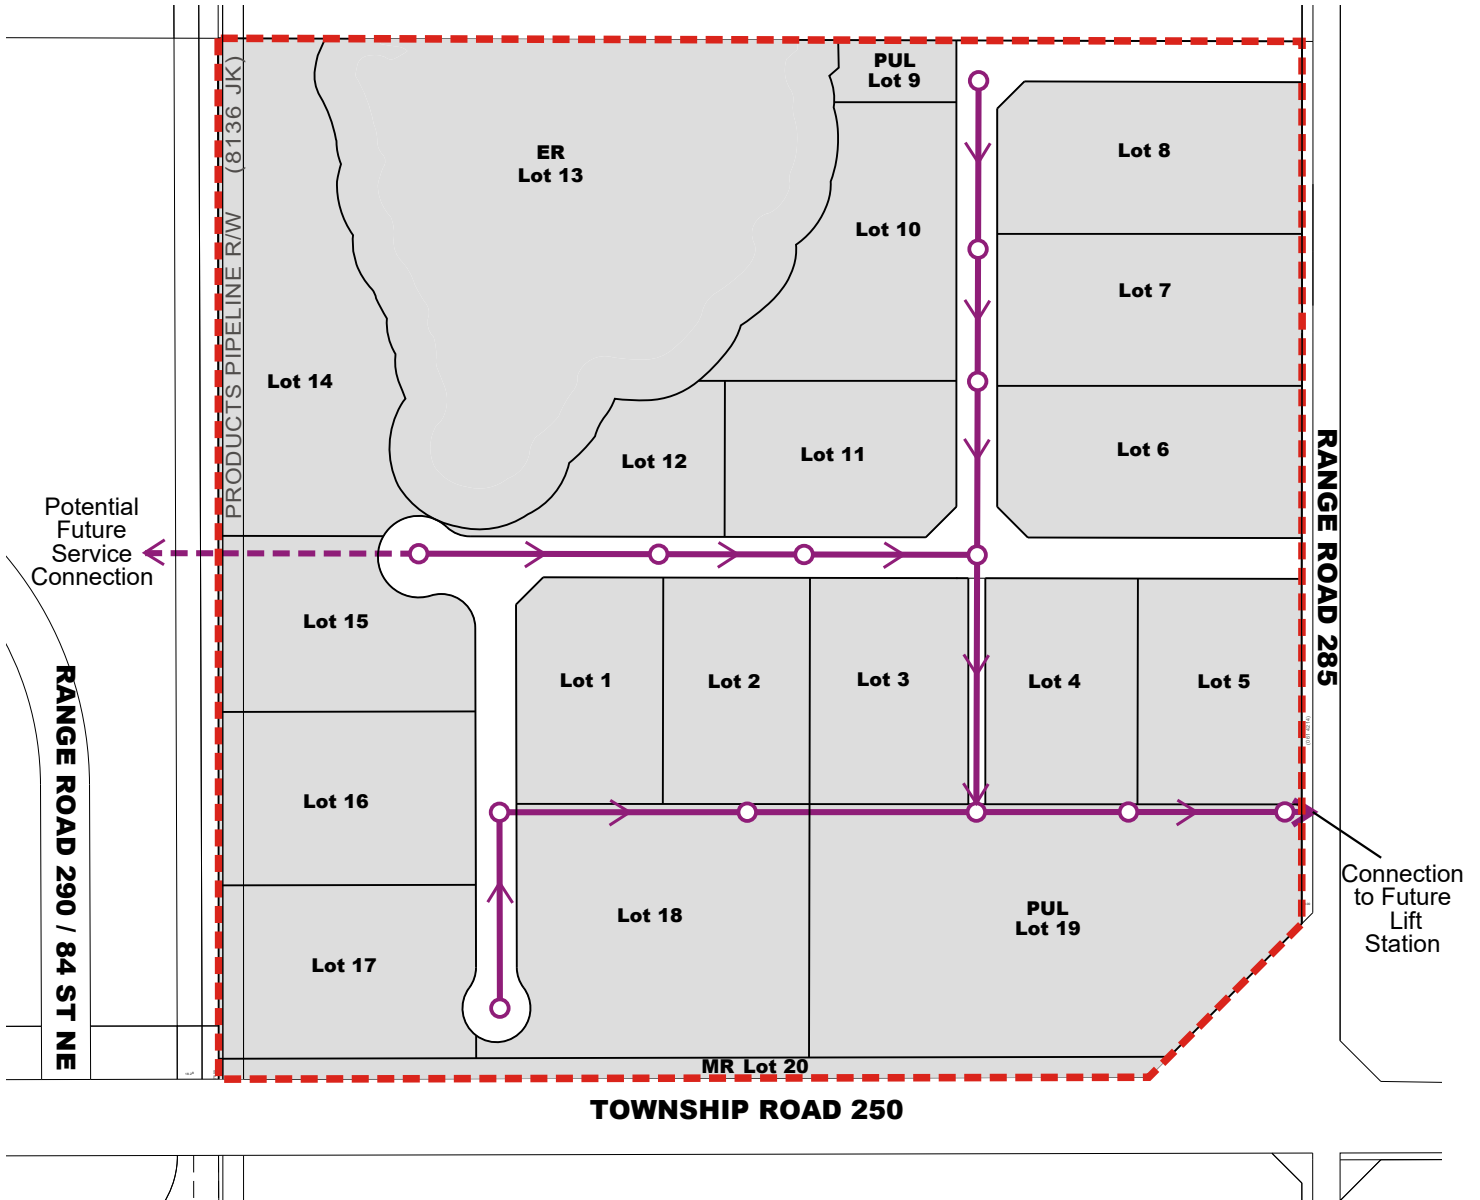 PUL
Lot 9
Lot 8
ER
Lot 13
Lot 10
Lot 7
PRODUCTS PIPELINE R/W (8136 JK)
Lot 14
Lot 12
Lot 11
Lot 6
RANGE ROAD 285
Potential
Future
Service
Connection
Lot 15
Lot 1
Lot 2
Lot 3
Lot 4
Lot 5
RANGE ROAD 290 / 84 ST NE
Lot 16
Lot 18
PUL
Lot 19
Connection
to Future
Lift
Station
Lot 17
MR Lot 20
TOWNSHIP ROAD 250